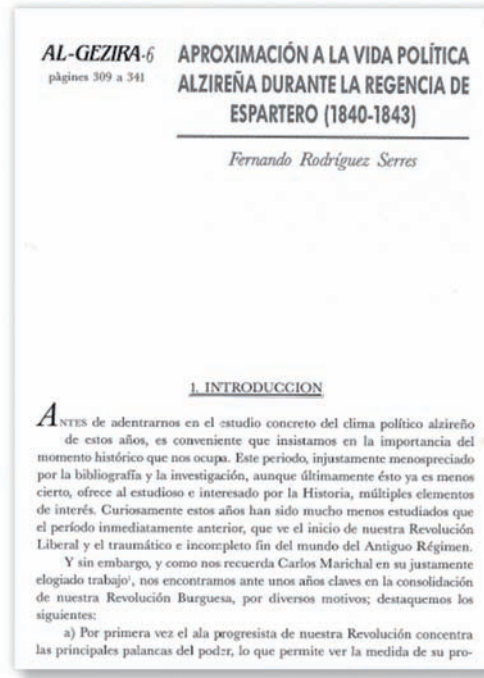 AL-GEZIRA-6
pàgines 309 a 341
APROXIMACIÓN A LA VIDA POLÍTICA
ALZIREÑA DURANTE LA REGENCIA DE
ESPARTERO (1840-1843)
Fernando Rodríguez Serres
1. INTRODUCCION
ANTES de adentrarnos en el estudio concreto del clima político alzireño
de estos años, es conveniente que insistamos en la importancia del
momento histórico que nos ocupa. Este periodo, injustamente menospreciado
por la bibliografía y la investigación, aunque últimamente ésto ya es menos
cierto, ofrece al estudioso e interesado por la Historia, múltiples elementos
de interés. Curiosamente estos años han sido mucho menos estudiados que
el período inmediatamente anterior, que ve el inicio de nuestra Revolución
Liberal y el traumático e incompleto fin del mundo del Antiguo Régimen.
Y sin embargo, y como nos recuerda Carlos Marichal en su justamente
elogiado trabajo¹, nos encontramos ante unos años claves en la consolidación
de nuestra Revolución Burguesa, por diversos motivos; destaquemos los
siguientes:
a) Por primera vez el ala progresista de nuestra Revolución concentra
las principales palancas del poder, lo que permite ver la medida de su pro-